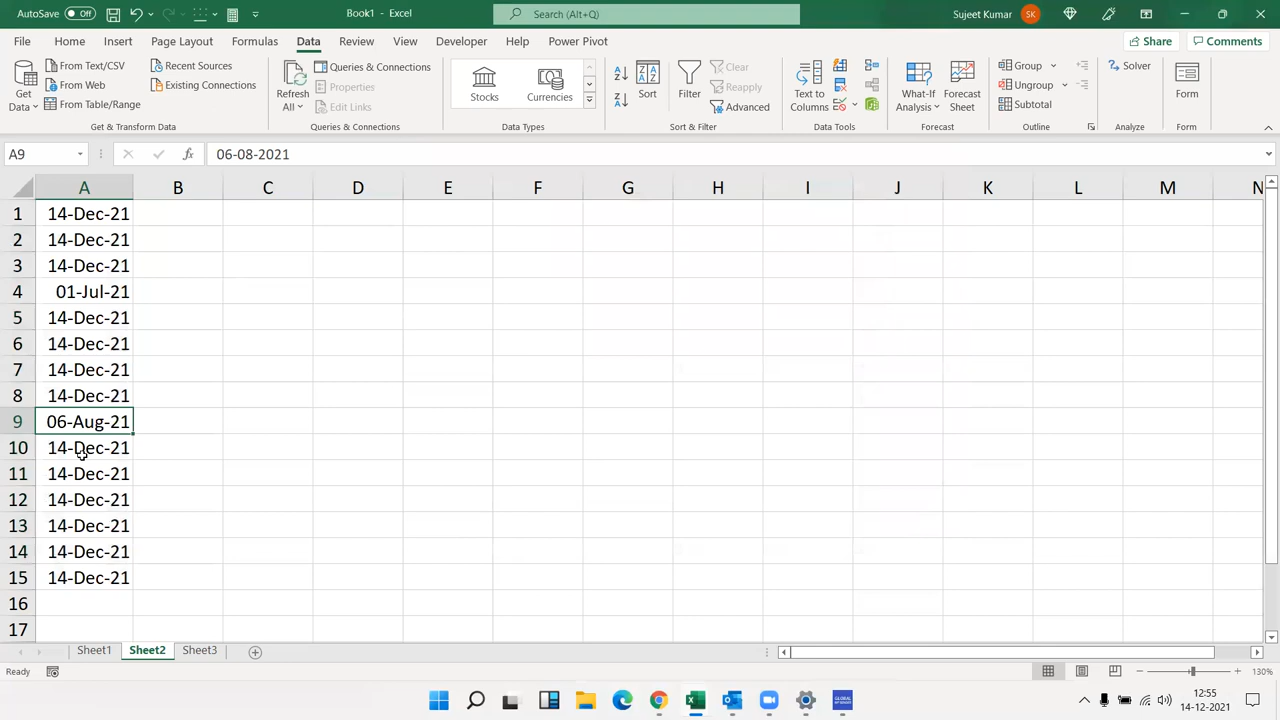 AutoSave Off Book1 - Excel Search (Alt+Q) Sujeet Kumar SK
File Home Insert Page Layout Formulas Data Review View Developer Help Power Pivot Share Comments
Get Data From Text/CSV From Web From Table/Range Recent Sources Existing Connections
Refresh All Queries & Connections Properties Edit Links
Stocks Currencies
Sort Filter Clear Reapply Advanced
Text to Columns
What-If Analysis Forecast Sheet
Group Ungroup Subtotal
Solver
Form
Get & Transform Data Queries & Connections Data Types Sort & Filter Data Tools Forecast Outline Analyze Form
A9 fx 06-08-2021
A B C D E F G H I J K L M N
1 14-Dec-21
2 14-Dec-21
3 14-Dec-21
4 01-Jul-21
5 14-Dec-21
6 14-Dec-21
7 14-Dec-21
8 14-Dec-21
9 06-Aug-21
10 14-Dec-21
11 14-Dec-21
12 14-Dec-21
13 14-Dec-21
14 14-Dec-21
15 14-Dec-21
16
17
Sheet1 Sheet2 Sheet3
Ready 130%
12:55
14-12-2021